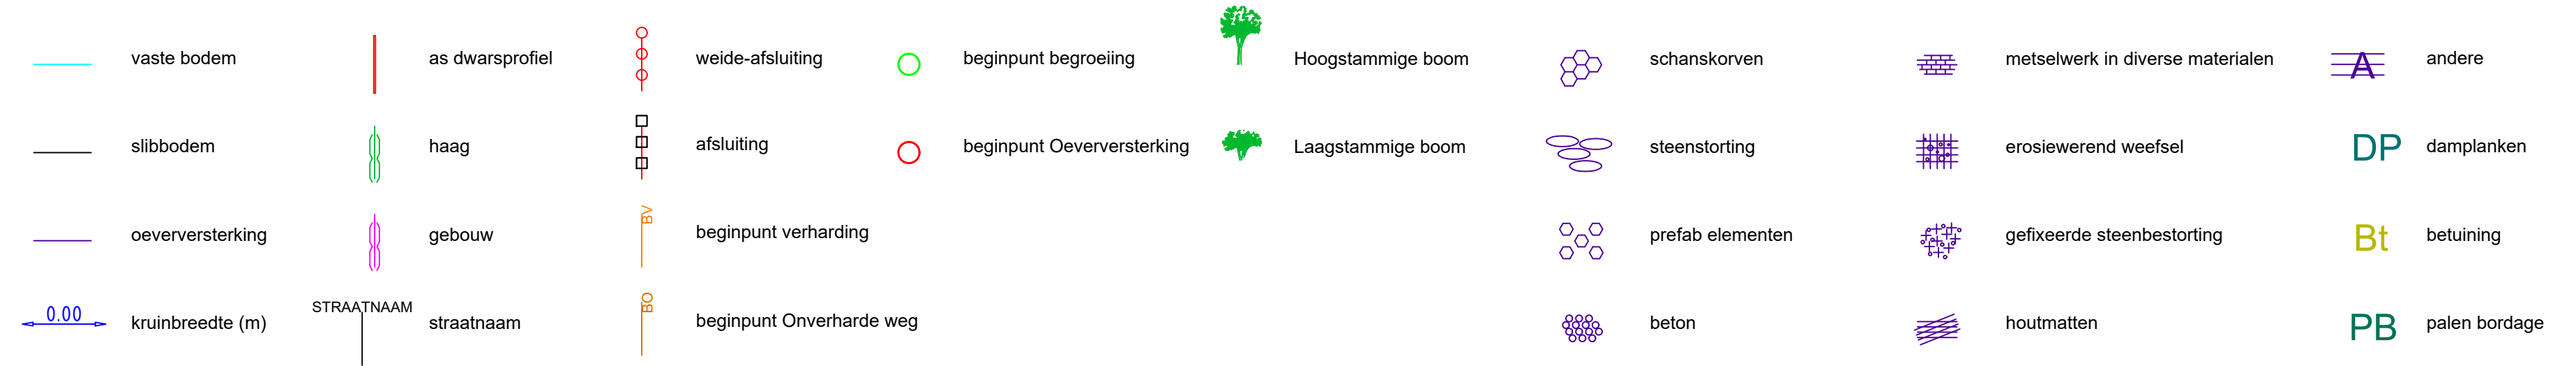 vaste bodem as dwarsprofiel weide-afsluiting beginpunt begroeiing Hoogstammige boom schanskorven metselwerk in diverse materialen A andere
slibbodem haag afsluiting beginpunt Oeverversterking Laagstammige boom steenstorting erosiewerend weefsel DP damplanken
oeverversterking gebouw BV beginpunt verharding prefab elementen gefixeerde steenbestorting Bt betuining
0.00 kruinbreedte (m) STRAATNAAM straatnaam BO beginpunt Onverharde weg beton houtmatten PB palen bordage